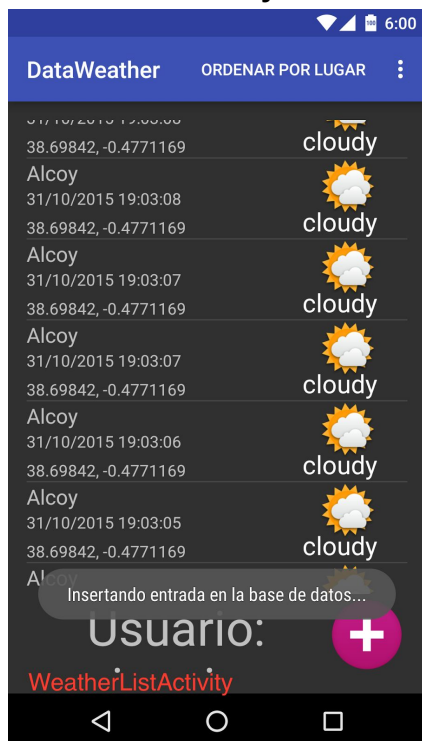 100 6:00
DataWeather ORDENAR POR LUGAR
38.69842, -0.4771169 cloudy
Alcoy
31/10/2015 19:03:08
38.69842, -0.4771169 cloudy
Alcoy
31/10/2015 19:03:07
38.69842, -0.4771169 cloudy
Alcoy
31/10/2015 19:03:07
38.69842, -0.4771169 cloudy
Alcoy
31/10/2015 19:03:06
38.69842, -0.4771169 cloudy
Alcoy
31/10/2015 19:03:05
38.69842, -0.4771169 cloudy
Insertando entrada en la base de datos...
Usuario:
WeatherListActivity